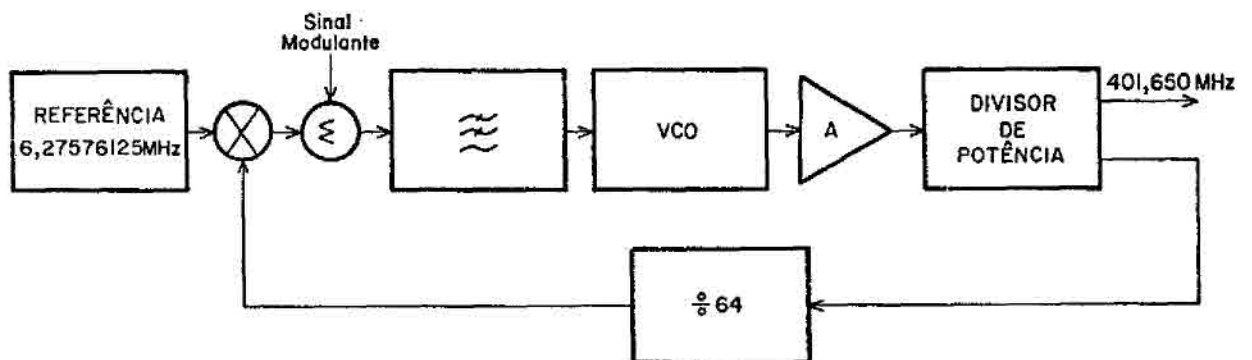 Sinal
Modulante
REFERÊNCIA
6,27576125MHz
Σ
VCO
A
DIVISOR
DE
POTÊNCIA
401,650 MHz
÷ 64